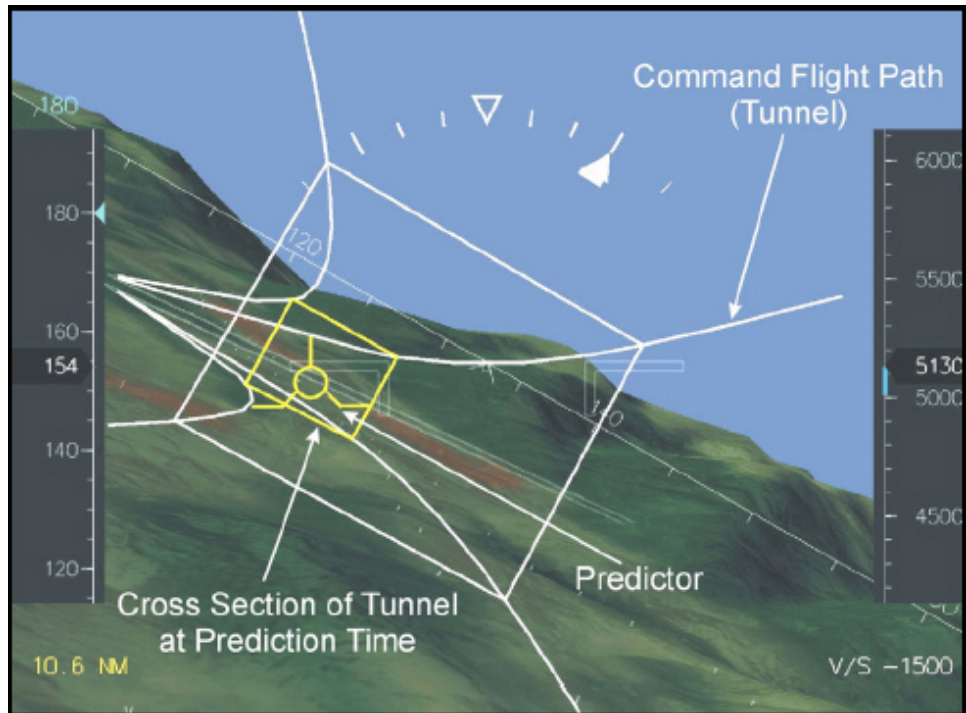 Command Flight Path
(Tunnel)
180
180
160
154
140
120
120
110
6000
5500
5130
5000
4500
Predictor
Cross Section of Tunnel
at Prediction Time
10.6 NM
V/S -1500